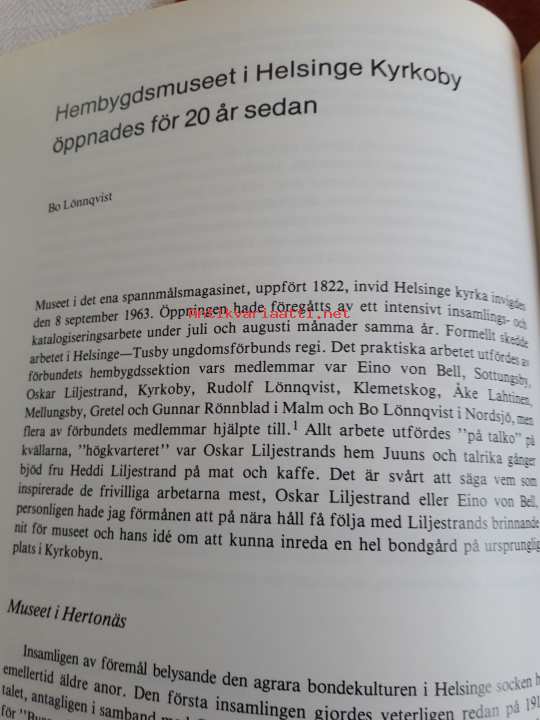 Hembygdsmuseet i Helsinge Kyrkoby
öppnades för 20 år sedan
Bo Lönnqvist
Museet i det ena spannmålsmagasinet, uppfört 1822, invid Helsinge kyrka invigdes
den 8 september 1963. Öppningen hade föregåtts av ett intensivt insamlings- och
Antikvariaatti.net
katalogiseringsarbete under juli och augusti månader samma år. Formellt skedde
arbetet i Helsinge—Tusby ungdomsförbunds regi. Det praktiska arbetet utfördes av
förbundets hembygdssektion vars medlemmar var Eino von Bell, Sottungsby,
Oskar Liljestrand, Kyrkoby, Rudolf Lönnqvist, Klemetskog, Åke Lahtinen,
Mellungsby, Gretel och Gunnar Rönnblad i Malm och Bo Lönnqvist i Nordsjö, men
flera av förbundets medlemmar hjälpte till.¹ Allt arbete utfördes "på talko" på
kvällarna, "högkvarteret" var Oskar Liljestrands hem Juuns och talrika gånger
bjöd fru Heddi Liljestrand på mat och kaffe. Det är svårt att säga vem som
inspirerade de frivilliga arbetarna mest, Oskar Liljestrand eller Eino von Bell,
personligen hade jag förmånen att på nära håll få följa med Liljestrands brinnande
nit för museet och hans idé om att kunna inreda en hel bondgård på ursprunglig
plats i Kyrkobyn.
Museet i Hertonäs
Insamligen av föremål belysande den agrara bondekulturen i Helsinge socken h
emellertid äldre anor. Den första insamlingen gjordes veterligen redan på 191
talet, antagligen i samband med
för